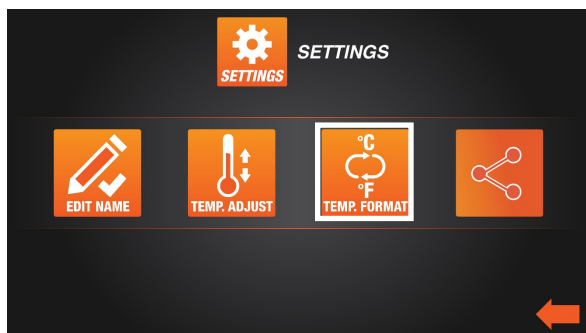 SETTINGS
SETTINGS
EDIT NAME
TEMP. ADJUST
°C
°F
TEMP. FORMAT